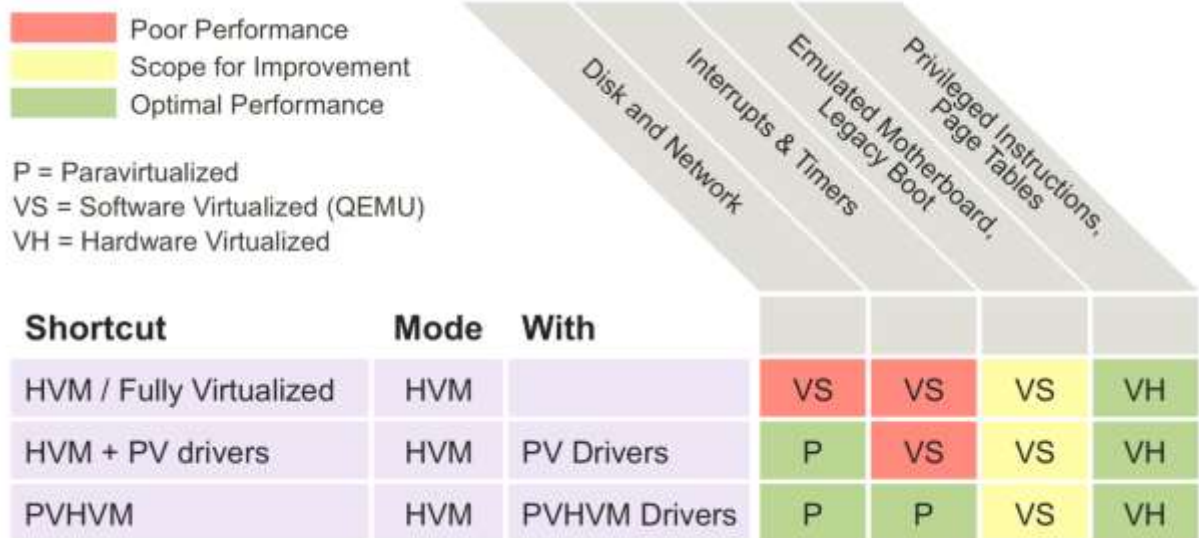 Poor Performance
Scope for Improvement
Optimal Performance
P = Paravirtualized
VS = Software Virtualized (QEMU)
VH = Hardware Virtualized
Disk and Network
Interrupts & Timers
Emulated Motherboard,
Legacy Boot
Privileged Instructions,
Page Tables
Shortcut Mode With
HVM / Fully Virtualized HVM VS VS VS VH
HVM + PV drivers HVM PV Drivers P VS VS VH
PVHVM HVM PVHVM Drivers P P VS VH